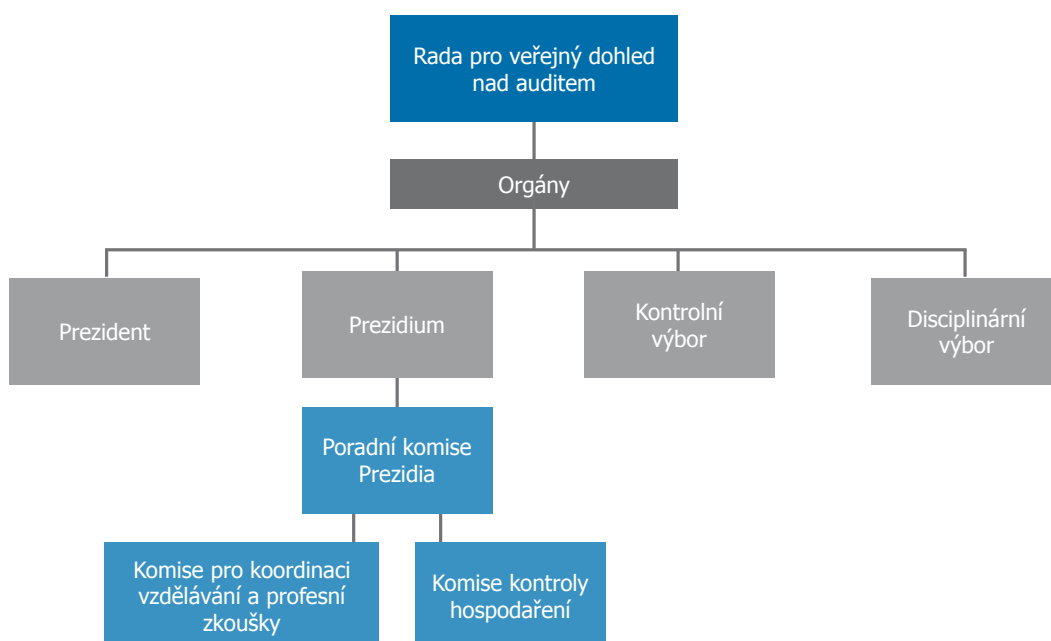 Rada pro veřejný dohled
nad auditem
Orgány
Prezident
Prezidium
Kontrolní
výbor
Disciplinární
výbor
Poradní komise
Prezidia
Komise pro koordinaci
vzdělávání a profesní
zkoušky
Komise kontroly
hospodaření